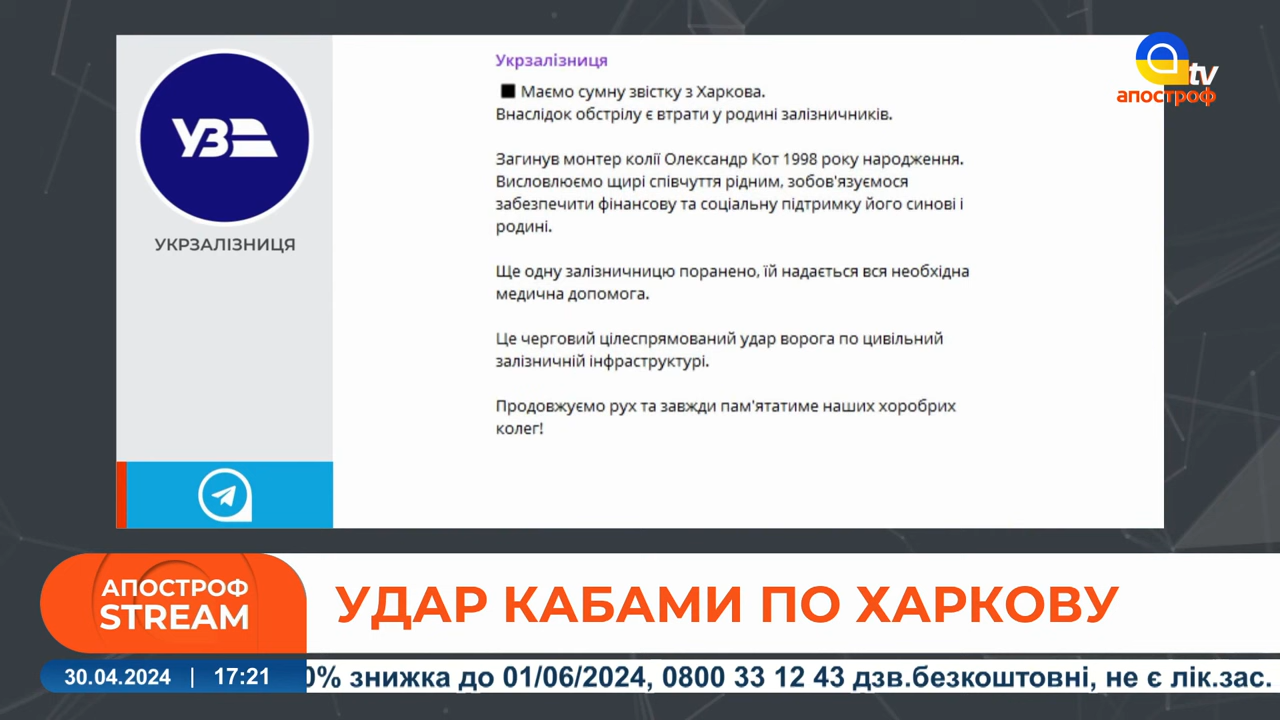 УЗ
УКРЗАЛІЗНИЦЯ
Укрзалізниця
Маємо сумну звістку з Харкова.
Внаслідок обстрілу є втрати у родині залізничників.
Загинув монтер колії Олександр Кот 1998 року народження.
Висловлюємо щирі співчуття рідним, зобов'язуємося
забезпечити фінансову та соціальну підтримку його синові і
родині.
Ще одну залізничницю поранено, їй надається вся необхідна
медична допомога.
Це черговий цілеспрямований удар ворога по цивільний
залізничній інфраструктурі.
Продовжуємо рух та завжди пам'ятатиме наших хоробрих
колег!
tv
апостроф
АПОСТРОФ
STREAM
УДАР КАБАМИ ПО ХАРКОВУ
30.04.2024 | 17:21
0% знижка до 01/06/2024, 0800 33 12 43 дзв.безкоштовні, не є лік.зас.